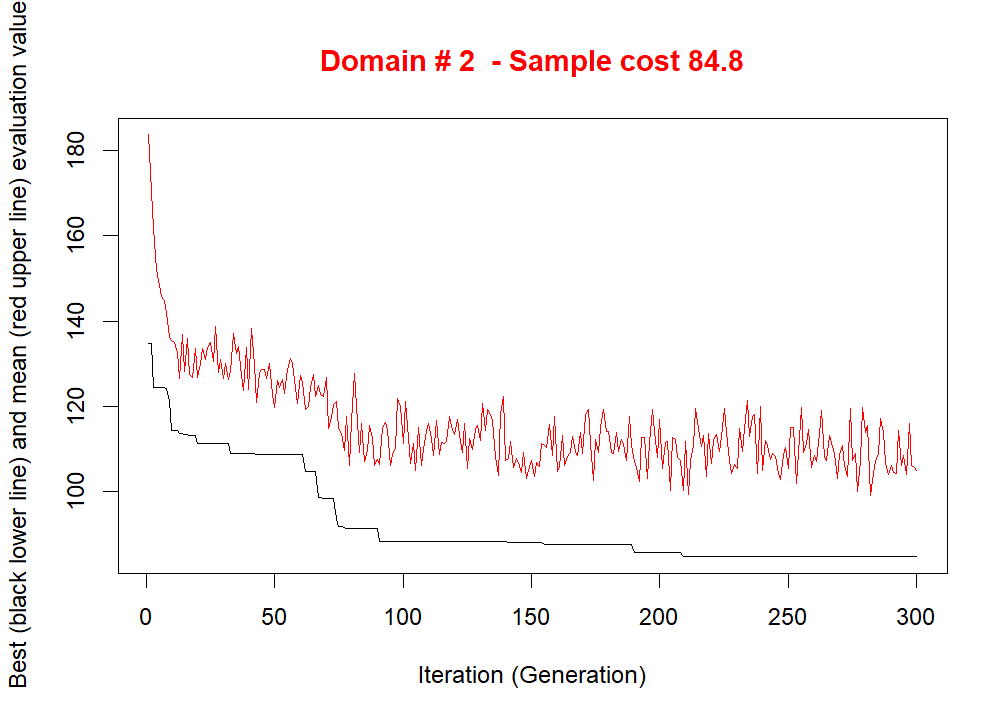 Domain # 2  - Sample cost 84.8
Best (black lower line) and mean (red upper line) evaluation value
180
160
140
120
100
0 50 100 150 200 250 300
Iteration (Generation)